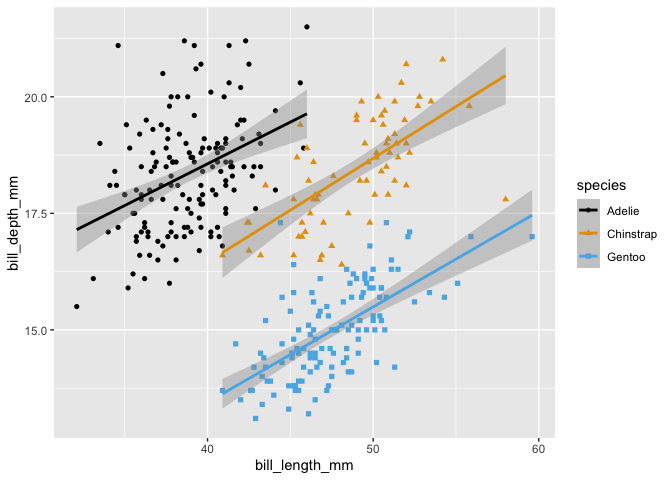 20.0
17.5
15.0
bill_depth_mm
40
50
60
bill_length_mm
species
Adelie
Chinstrap
Gentoo